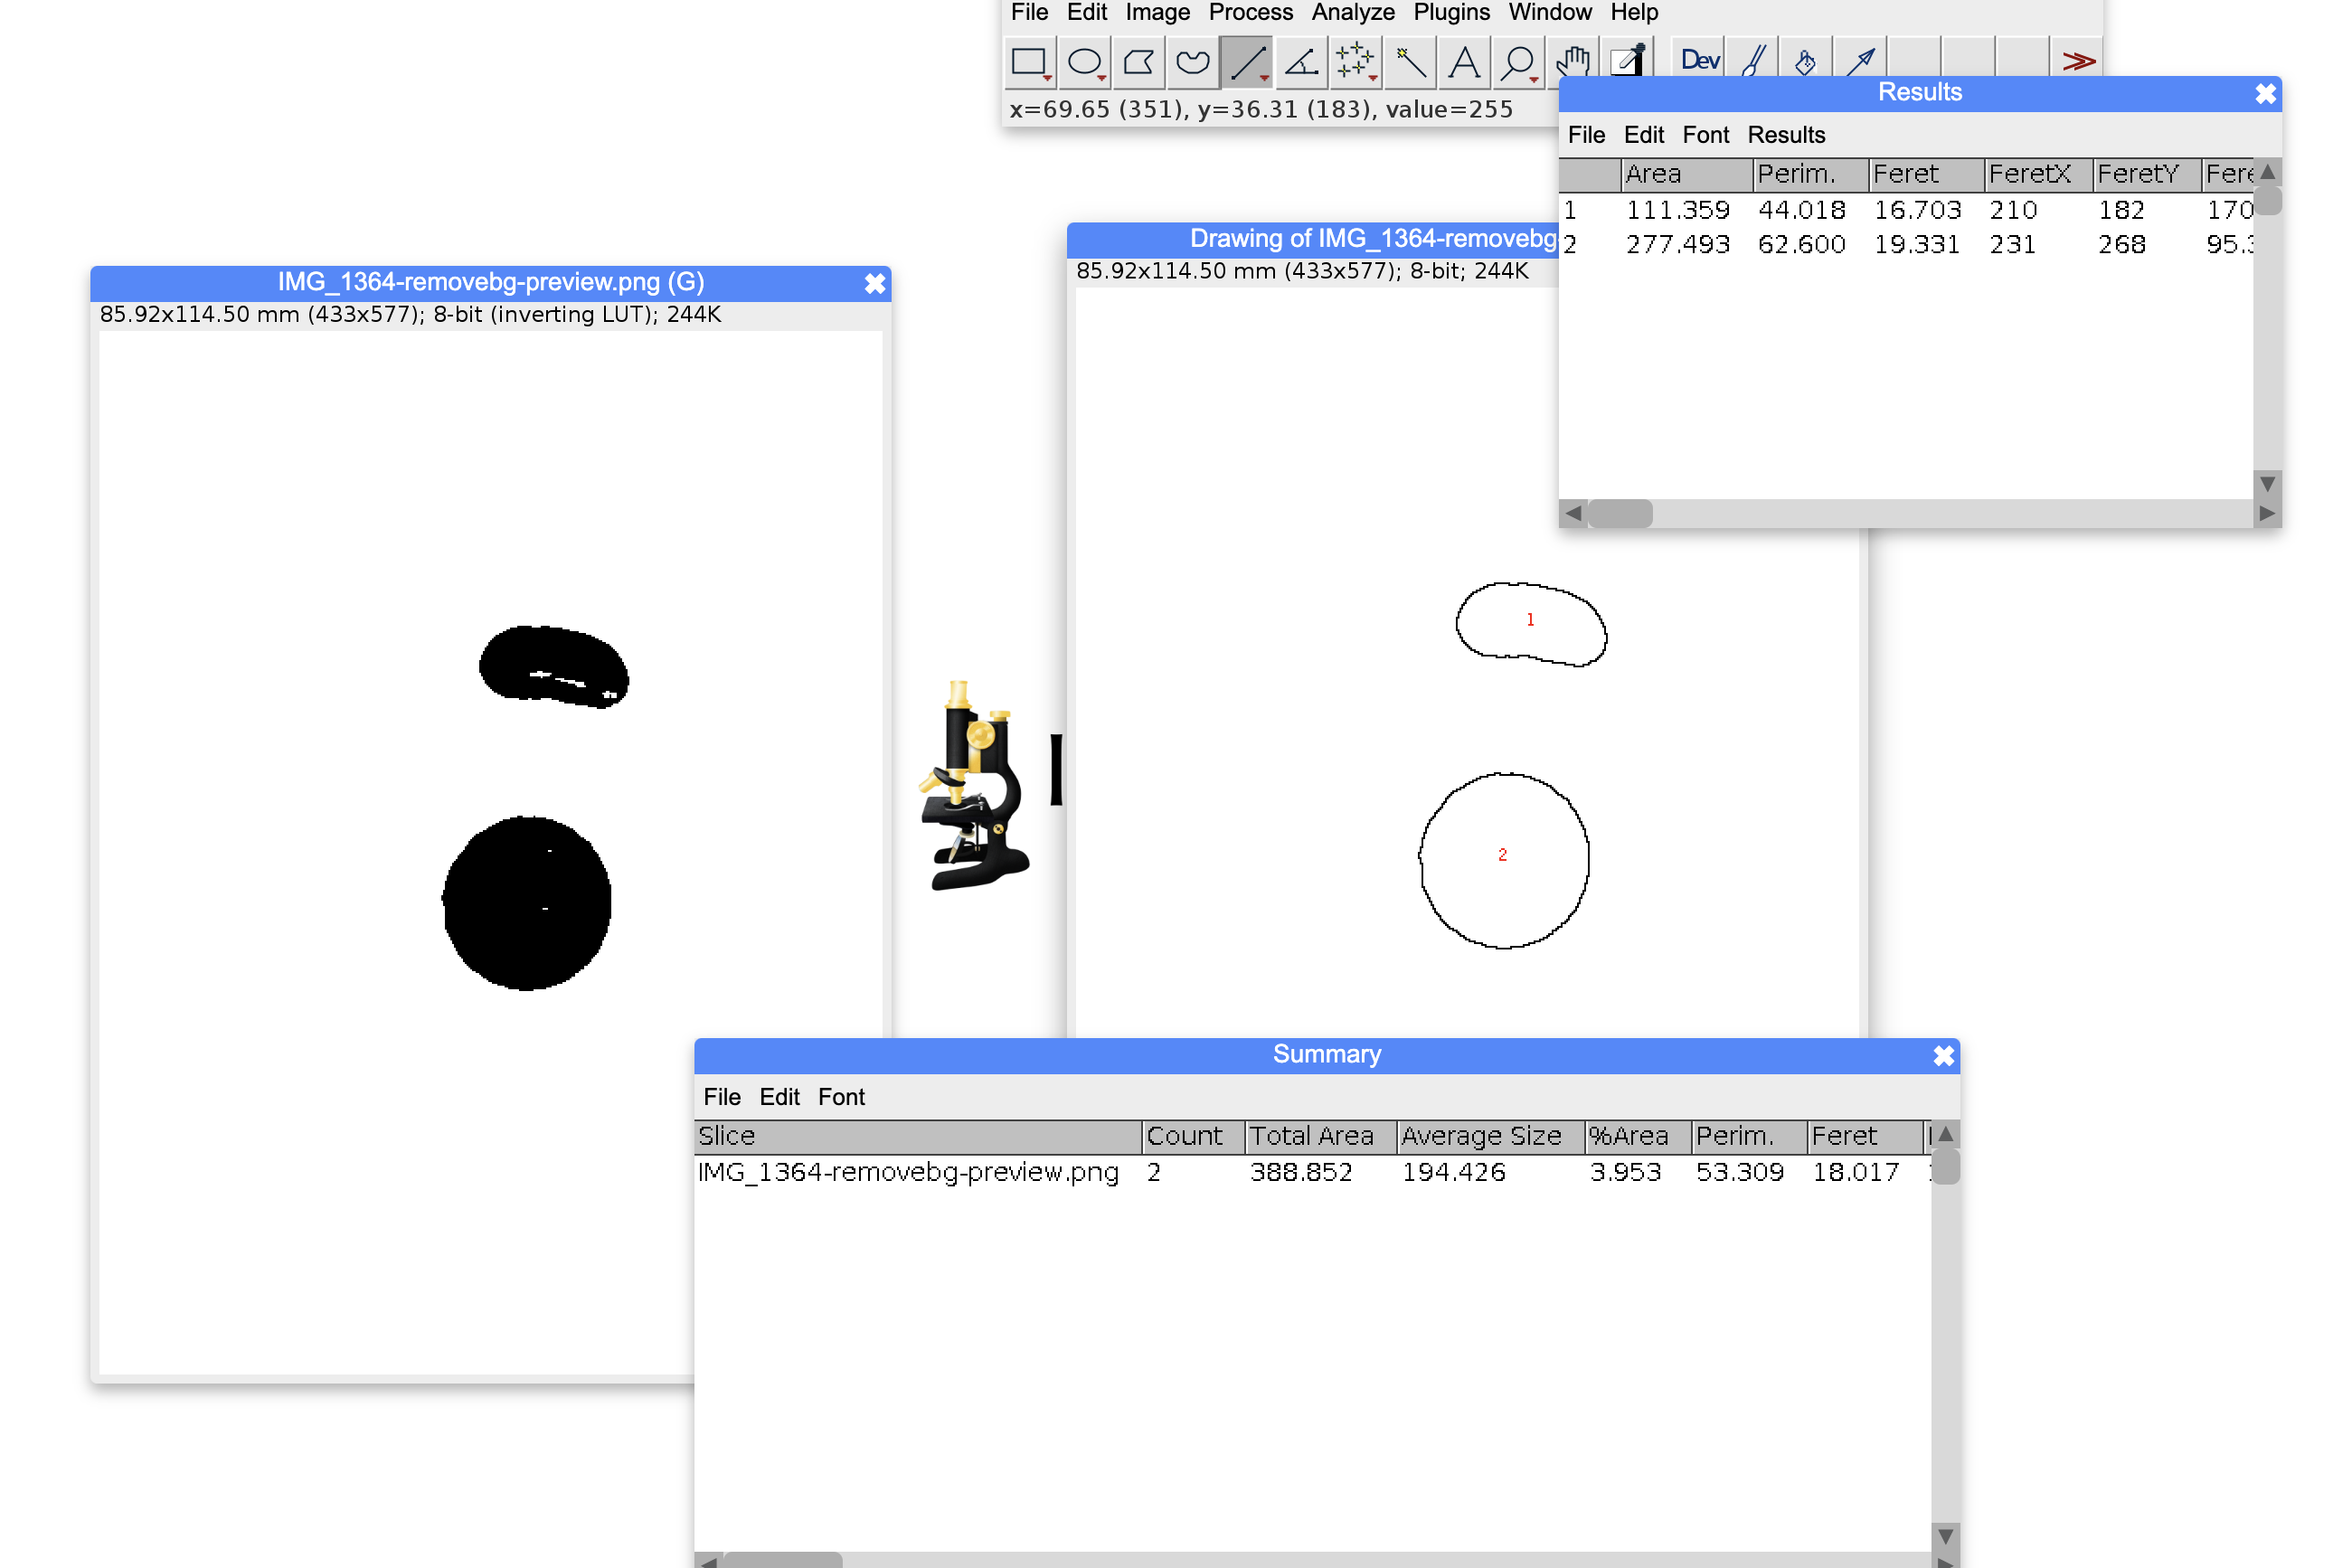 File Edit Image Process Analyze Plugins Window Help
Dev
x=69.65 (351), y=36.31 (183), value=255
Results
File Edit Font Results
Area Perim. Feret FeretX FeretY
1 111.359 44.018 16.703 210 182 170
2 277.493 62.600 19.331 231 268
Drawing of IMG_1364-removebg-
85.92x114.50 mm (433x577); 8-bit; 244K
1
2
IMG_1364-removebg-preview.png (G)
85.92x114.50 mm (433x577); 8-bit (inverting LUT); 244K
Summary
File Edit Font
Slice Count Total Area Average Size %Area Perim. Feret
IMG_1364-removebg-preview.png 2 388.852 194.426 3.953 53.309 18.017